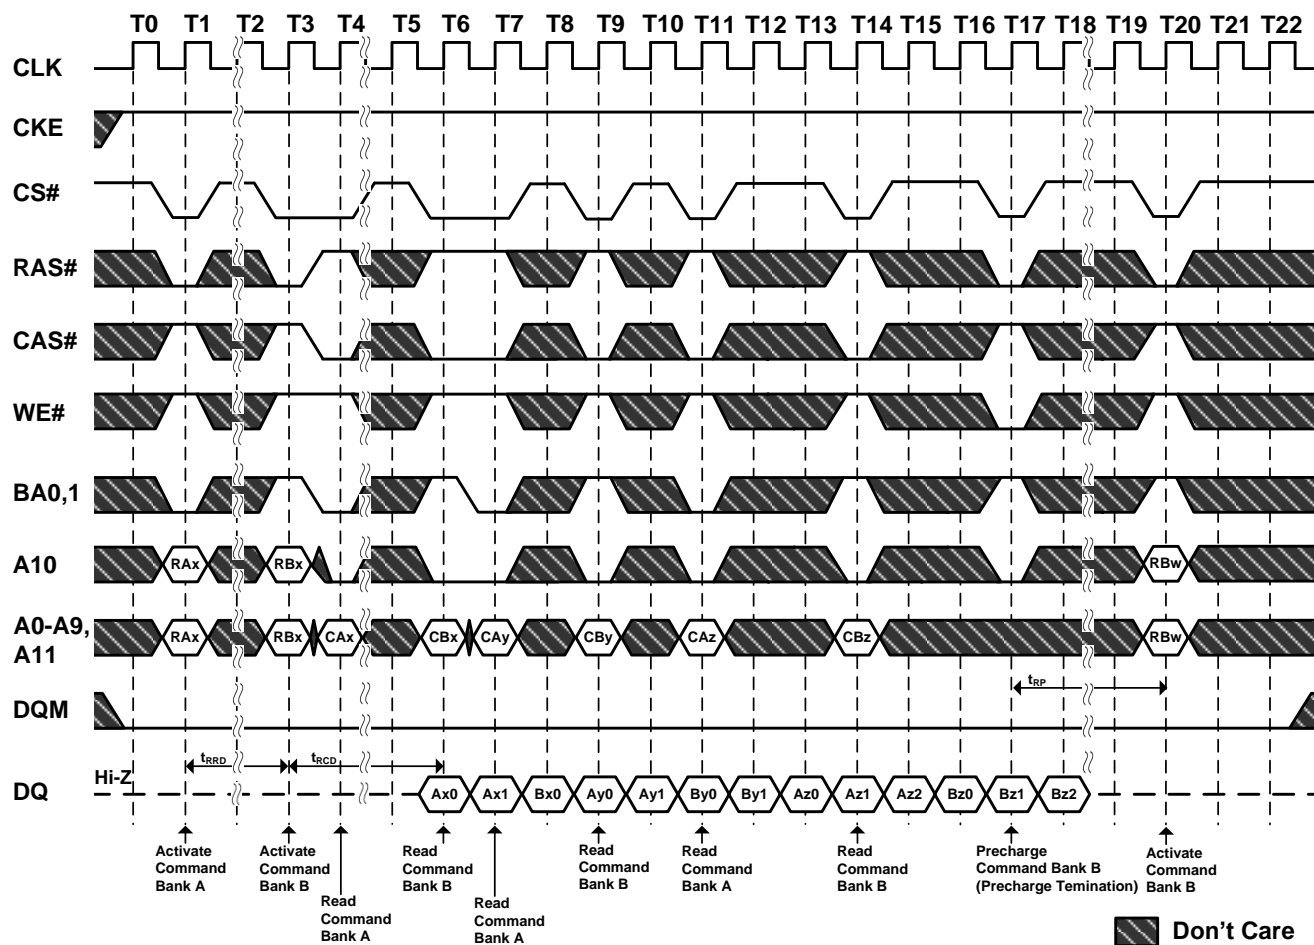 T0 T1 T2 T3 T4 T5 T6 T7 T8 T9 T10 T11 T12 T13 T14 T15 T16 T17 T18 T19 T20 T21 T22
CLK
CKE
CS#
RAS#
CAS#
WE#
BA0,1
A10
RAx RBx RBw
A0-A9,
A11
RAx RBx CAx CBx CAy CBy CAz CBz RBw
tRP
DQM
tRRD tRCD
Hi-Z
DQ
Ax0 Ax1 Bx0 Ay0 Ay1 By0 By1 Az0 Az1 Az2 Bz0 Bz1 Bz2
Activate
Command
Bank A
Activate
Command
Bank B
Read
Command
Bank A
Read
Command
Bank B
Read
Command
Bank A
Read
Command
Bank B
Read
Command
Bank A
Read
Command
Bank B
Precharge
Command Bank B
(Precharge Temination)
Activate
Command
Bank B
Don't Care